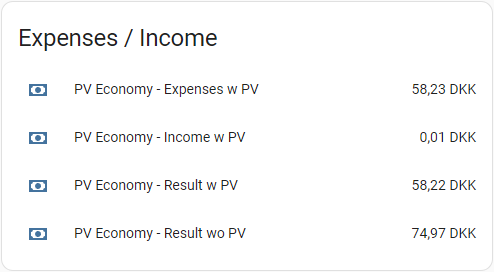 Expenses / Income
PV Economy - Expenses w PV 58,23 DKK
PV Economy - Income w PV 0,01 DKK
PV Economy - Result w PV 58,22 DKK
PV Economy - Result wo PV 74,97 DKK